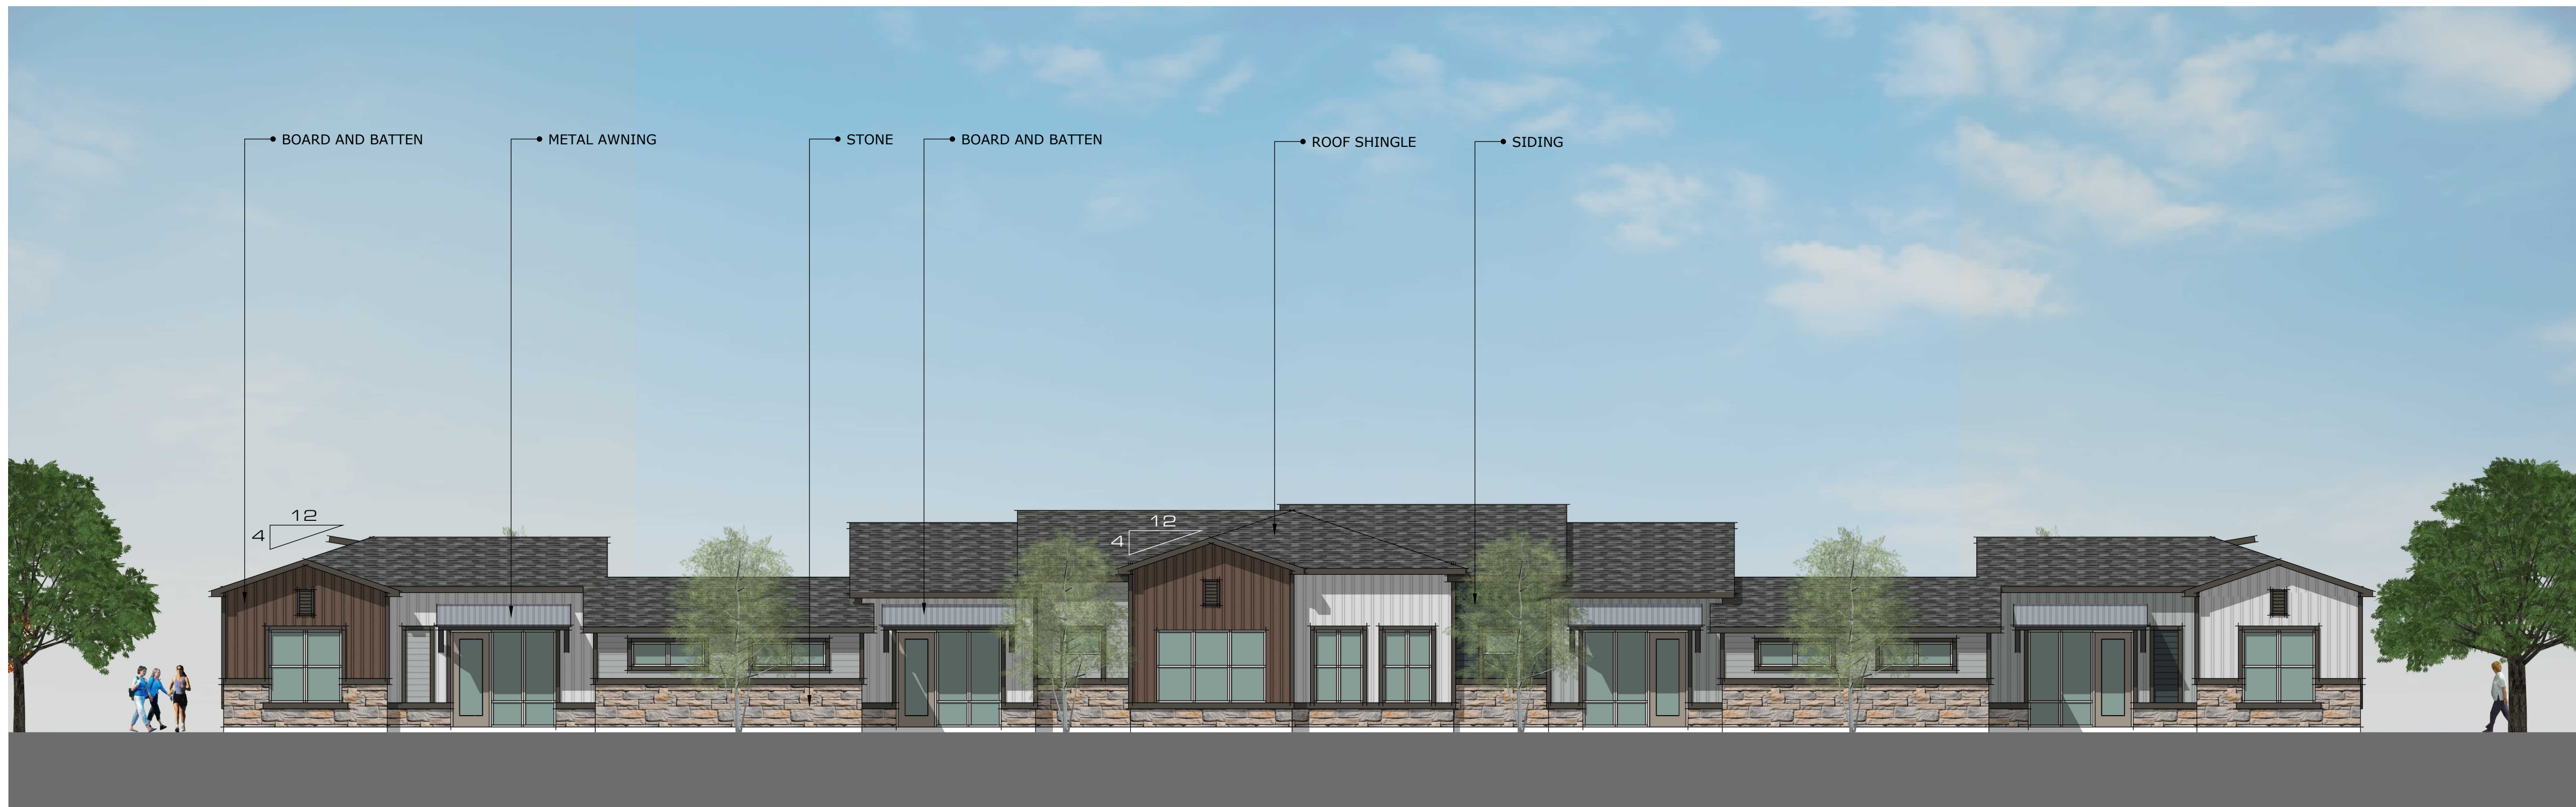 BOARD AND BATTEN
METAL AWNING
STONE
BOARD AND BATTEN
ROOF SHINGLE
SIDING
12
4
12
4